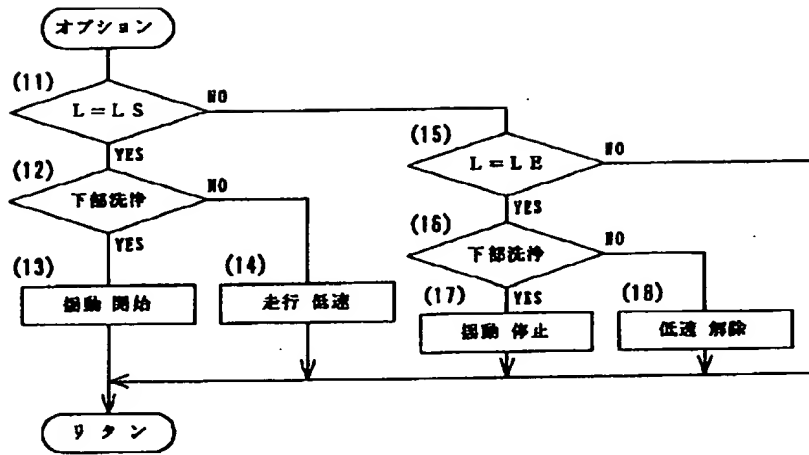 オプション
(11)
L=LS
NO
YES
(12)
下部洗浄
NO
YES
(13)
振動 開始
(14)
走行 低速
(15)
L=LE
NO
YES
(16)
下部洗浄
NO
YES
(17)
振動 停止
(18)
低速 解除
リタン